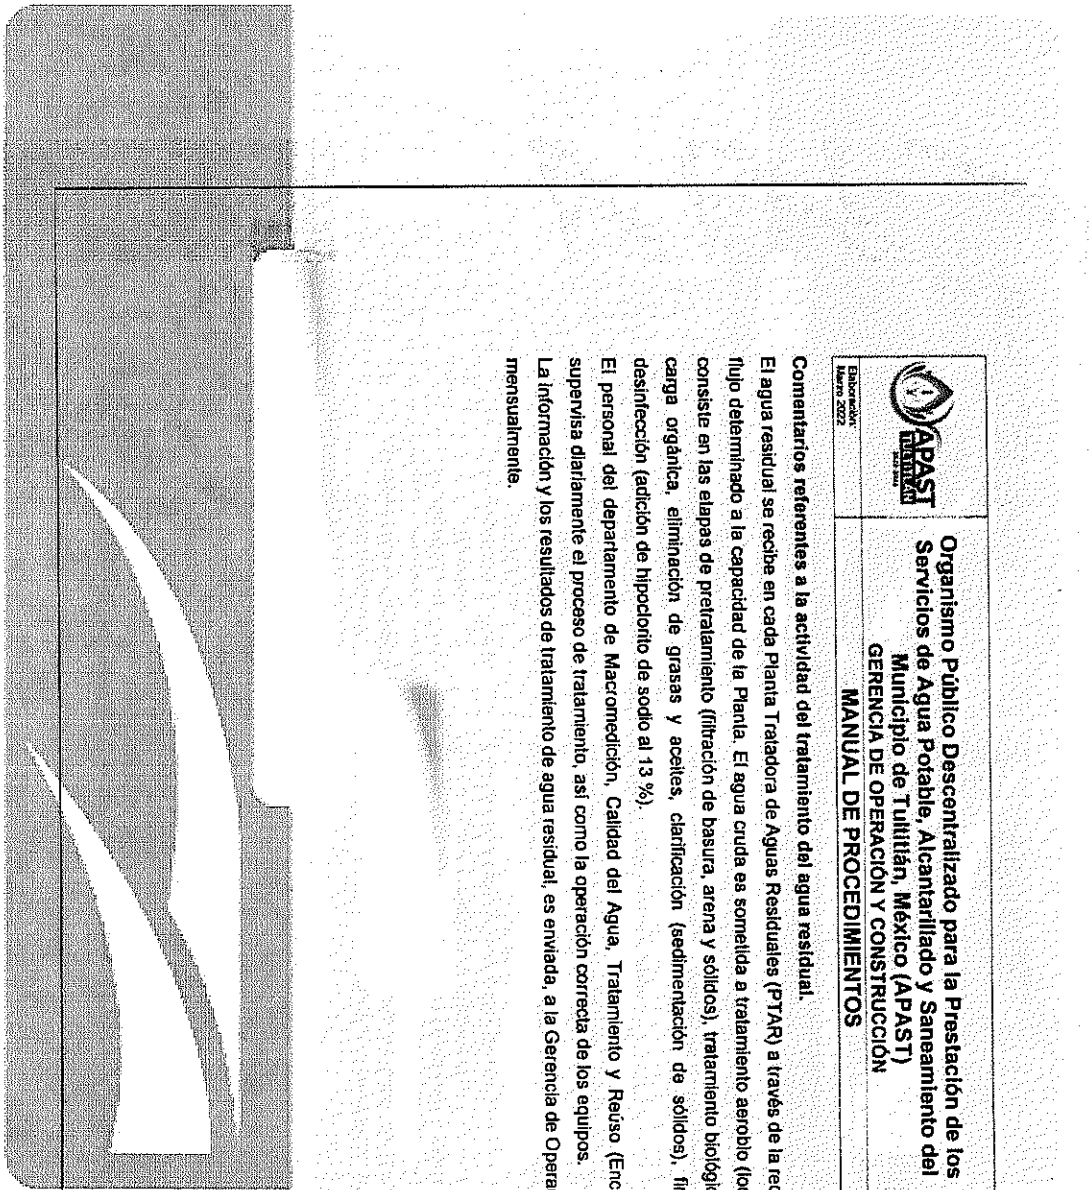 APAST
TULTITLÁN
Elaboración:
Marzo 2022
Organismo Público Descentralizado para la Prestación de los
Servicios de Agua Potable, Alcantarillado y Saneamiento del
Municipio de Tultitlán, México (APAST)
GERENCIA DE OPERACIÓN Y CONSTRUCCIÓN
MANUAL DE PROCEDIMIENTOS
Comentarios referentes a la actividad del tratamiento del agua residual.
El agua residual se recibe en cada Planta Tratadora de Aguas Residuales (PTAR) a través de la
flujo determinado a la capacidad de la Planta. El agua cruda es sometida a tratamiento aerobio
consiste en las etapas de pretratamiento (filtración de basura, arena y sólidos), tratamiento
carga orgánica, eliminación de grasas y aceites, clarificación (sedimentación de sólidos),
desinfección (adición de hipoclorito de sodio al 13 %).
El personal del departamento de Macromedición, Calidad del Agua, Tratamiento y Reúso
supervisa diariamente el proceso de tratamiento, así como la operación correcta de los equipos.
La información y los resultados de tratamiento de agua residual, es enviada, a la Gerencia de
mensualmente.